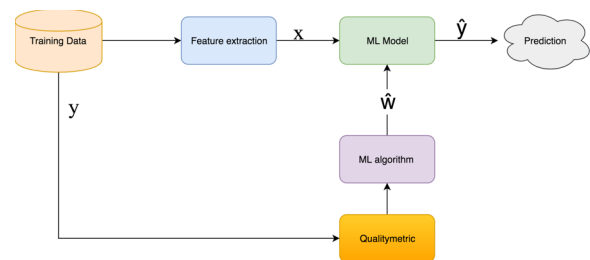 Training Data
Feature extraction
x
ML Model
ŷ
Prediction
y
ŵ
ML algorithm
Qualitymetric